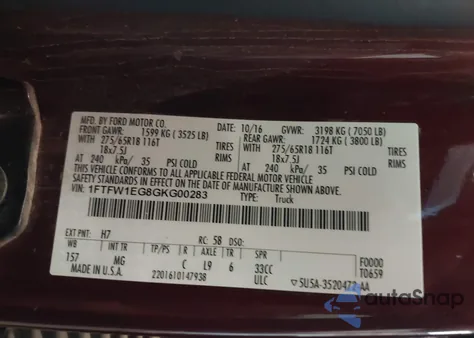 MFD. BY FORD MOTOR CO.
10/16 GVWR: 3198 KG (7050 LB)
FRONT GAWR: 1599 KG (3525 LB) REAR GAWR: 1724 KG (3800 LB)
WITH WITH
275/65R18 116T TIRES 275/65R18 116T TIRES
18x7.5J RIMS 18x7.5J RIMS
AT 240 kPa/ 35 PSI COLD AT 240 kPa/ 35 PSI COLD
THIS VEHICLE CONFORMS TO ALL APPLICABLE FEDERAL MOTOR VEHICLE
SAFETY STANDARDS IN EFFECT ON THE DATE OF MANUFACTURE SHOWN ABOVE.
VIN: 1FTFW1EG8GKG00283 TYPE: Truck
EXT PNT: H7 RC: 58 DSO: F0000
WB INT TR TP/PS R AXLE TR SPR T0659
157 MG C L9 6 33CC
MADE IN U.S.A. ULC
2201610147938 5U5A-3520472-AA
autoSnap